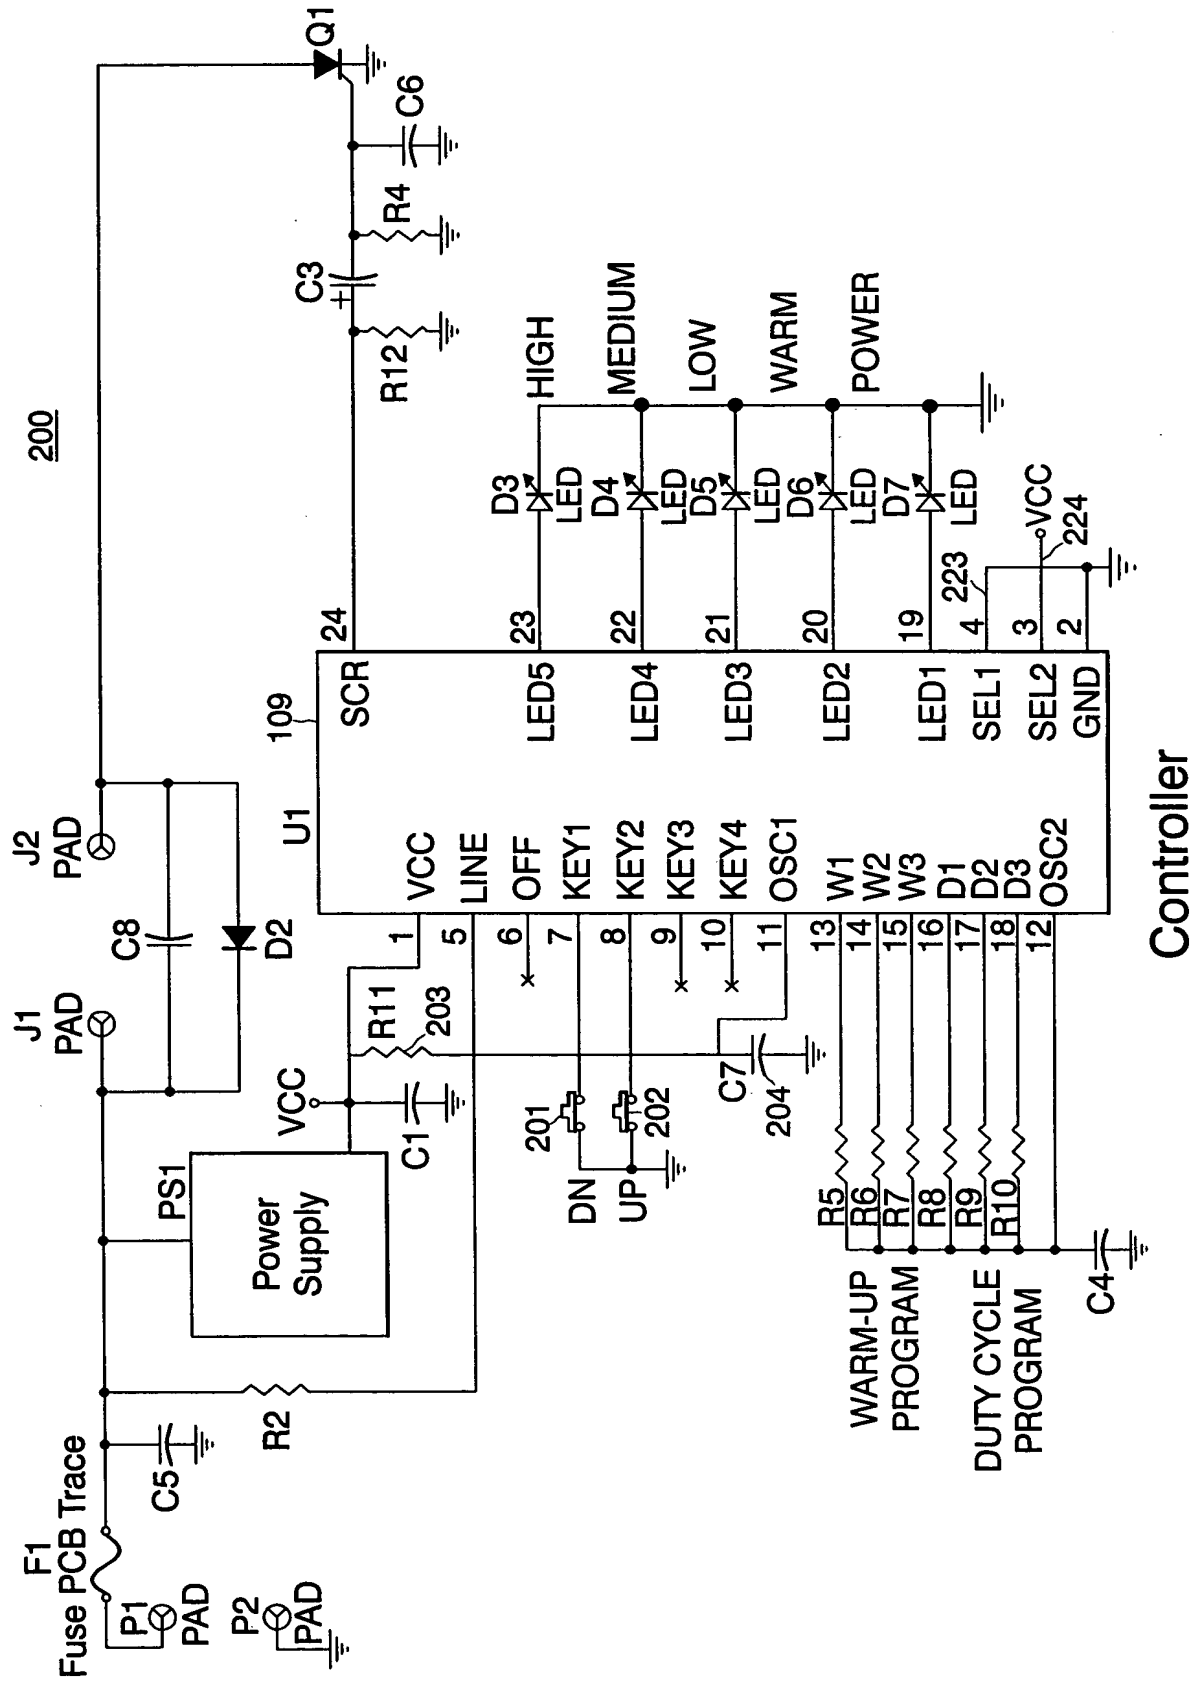 200
F1
Fuse PCB Trace
P1
PAD
P2
PAD
C5
R2
PS1
Power
Supply
VCC
C1
R11
203
J1
PAD
J2
PAD
C8
D2
Q1
C6
R4
C3
+
R12
109
U1
VCC
LINE
OFF
KEY1
KEY2
KEY3
KEY4
OSC1
W1
W2
W3
D1
D2
D3
OSC2
1
5
6
7
8
9
10
11
13
14
15
16
17
18
12
SCR
LED5
LED4
LED3
LED2
LED1
SEL1
SEL2
GND
24
23
22
21
20
19
4
3
2
D3
LED
D4
LED
D5
LED
D6
LED
D7
LED
HIGH
MEDIUM
LOW
WARM
POWER
223
VCC
224
201
202
DN
UP
C7
204
R5
R6
R7
R8
R9
R10
WARM-UP
PROGRAM
DUTY CYCLE
PROGRAM
C4
Controller